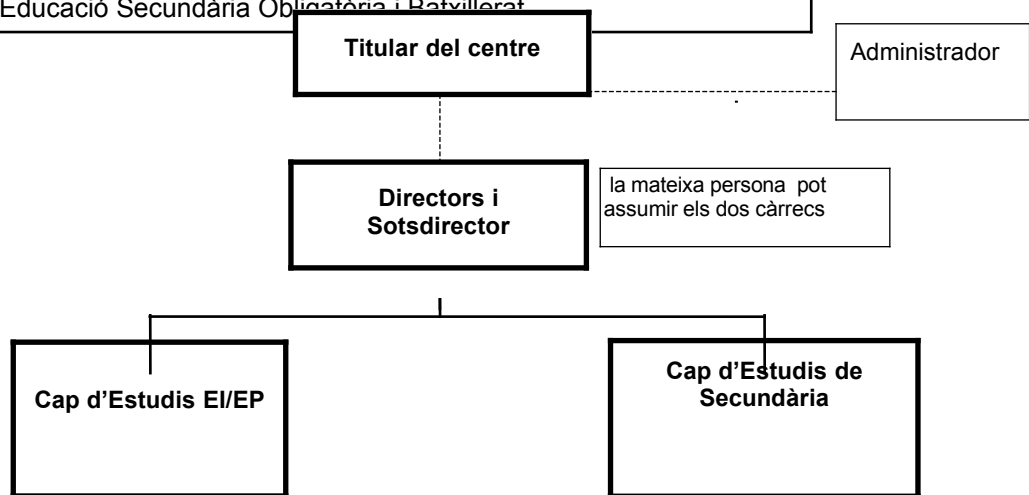 Educació Secundària Obligatòria i Batxillerat
Titular del centre
Administrador
Directors i
Sotsdirector
la mateixa persona pot
assumir els dos càrrecs
Cap d’Estudis EI/EP
Cap d’Estudis de
Secundària